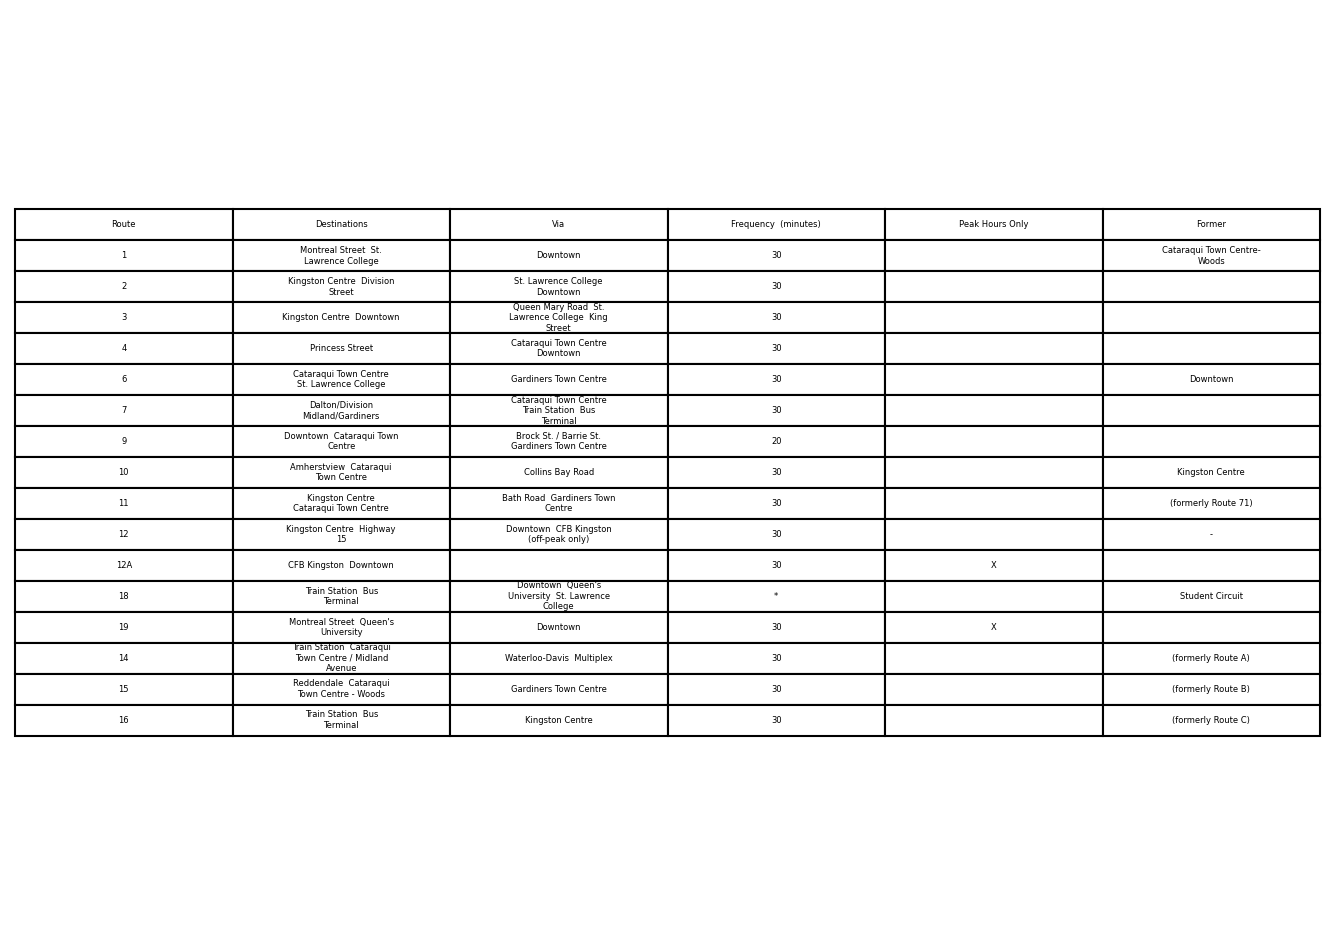 Route Destinations Via Frequency  (minutes) Peak Hours Only Former
1 Montreal Street  St. Lawrence College Downtown 30 Cataraqui Town Centre- Woods
2 Kingston Centre  Division Street St. Lawrence College Downtown 30
3 Kingston Centre  Downtown Queen Mary Road  St. Lawrence College  King Street 30
4 Princess Street Cataraqui Town Centre Downtown 30
6 Cataraqui Town Centre St. Lawrence College Gardiners Town Centre 30 Downtown
7 Dalton/Division Midland/Gardiners Cataraqui Town Centre Train Station  Bus Terminal 30
9 Downtown  Cataraqui Town Centre Brock St. / Barrie St. Gardiners Town Centre 20
10 Amherstview  Cataraqui Town Centre Collins Bay Road 30 Kingston Centre
11 Kingston Centre Cataraqui Town Centre Bath Road  Gardiners Town Centre 30 (formerly Route 71)
12 Kingston Centre  Highway 15 Downtown  CFB Kingston (off-peak only) 30 -
12A CFB Kingston  Downtown 30 X
18 Train Station  Bus Terminal Downtown  Queen's University  St. Lawrence College * Student Circuit
19 Montreal Street  Queen's University Downtown 30 X
14 Train Station  Cataraqui Town Centre / Midland Avenue Waterloo-Davis  Multiplex 30 (formerly Route A)
15 Reddendale  Cataraqui Town Centre - Woods Gardiners Town Centre 30 (formerly Route B)
16 Train Station  Bus Terminal Kingston Centre 30 (formerly Route C)